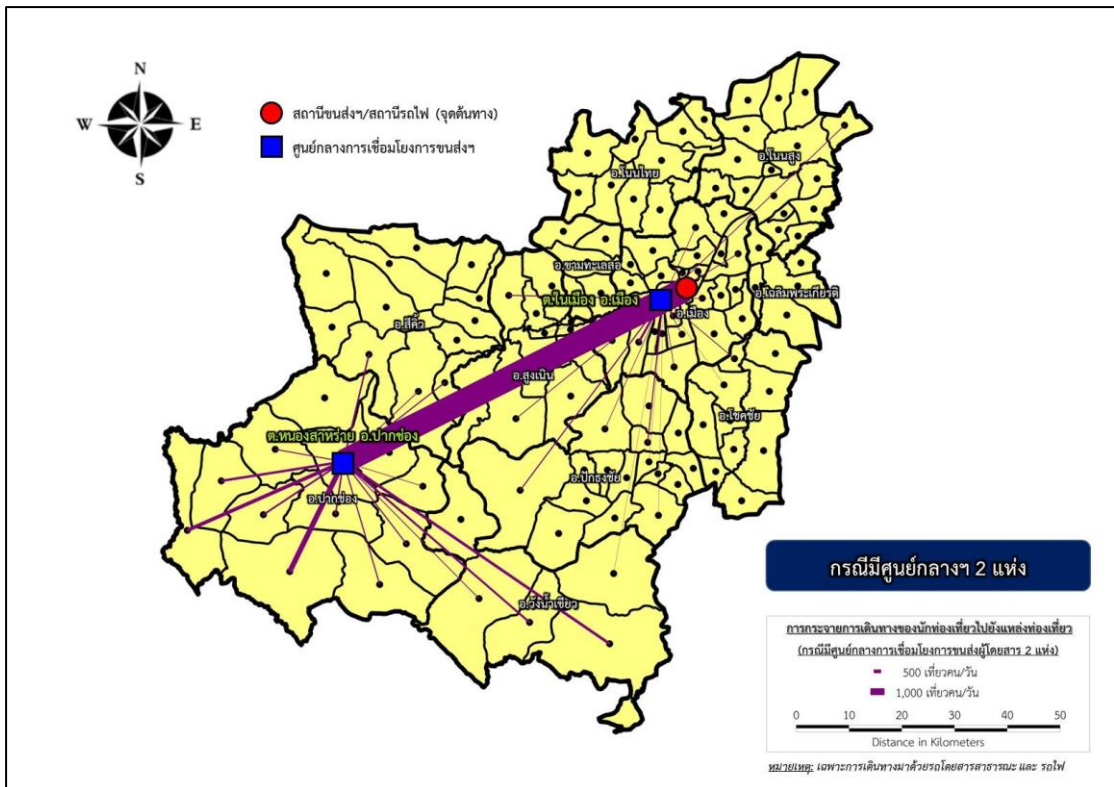 N
W E
S
สถานีขนส่งฯ/สถานีรถไฟ (จุดต้นทาง)
ศูนย์กลางการเชื่อมโยงการขนส่งฯ
อ.โนนสูง
อ.โนนไทย
อ.ขามทะเลสอ
อ.เฉลิมพระเกียรติ
ต.ในเมือง อ.เมือง
อ.เมือง
อ.สีคิ้ว
อ.สูงเนิน
อ.โชคชัย
ต.หนองสาหร่าย อ.ปากช่อง
อ.ปักธงชัย
อ.ปากช่อง
อ.วังน้ำเขียว
กรณีมีศูนย์กลางฯ 2 แห่ง
การกระจายการเดินทางของนักท่องเที่ยวไปยังแหล่งท่องเที่ยว
(กรณีมีศูนย์กลางการเชื่อมโยงการขนส่งผู้โดยสาร 2 แห่ง)
500 เที่ยวคน/วัน
1,000 เที่ยวคน/วัน
0 10 20 30 40 50
Distance in Kilometers
หมายเหตุ: เฉพาะการเดินทางมาด้วยรถโดยสารสาธารณะ และ รถไฟ